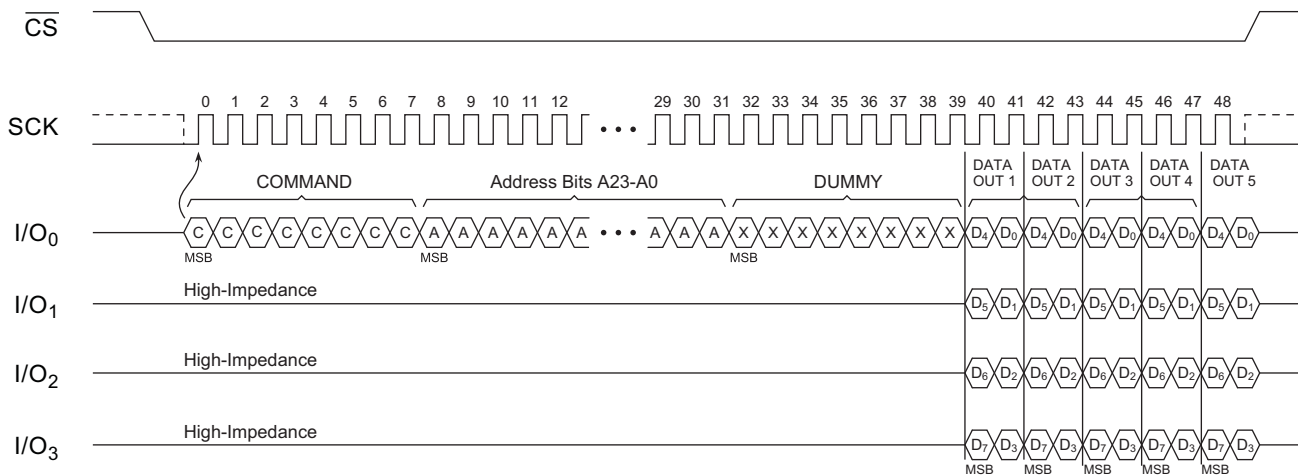 CS
0 1 2 3 4 5 6 7 8 9 10 11 12 29 30 31 32 33 34 35 36 37 38 39 40 41 42 43 44 45 46 47 48
SCK •••
COMMAND Address Bits A23-A0 DUMMY
DATA OUT 1 DATA OUT 2 DATA OUT 3 DATA OUT 4 DATA OUT 5
I/O0 C C C C C C C C A A A A A A ••• A A A X X X X X X X X D4 D0 D4 D0 D4 D0 D4 D0 D4 D0
MSB MSB MSB
I/O1 High-Impedance D5 D1 D5 D1 D5 D1 D5 D1 D5 D1
I/O2 High-Impedance D6 D2 D6 D2 D6 D2 D6 D2 D6 D2
I/O3 High-Impedance D7 D3 D7 D3 D7 D3 D7 D3 D7 D3
MSB MSB MSB MSB MSB